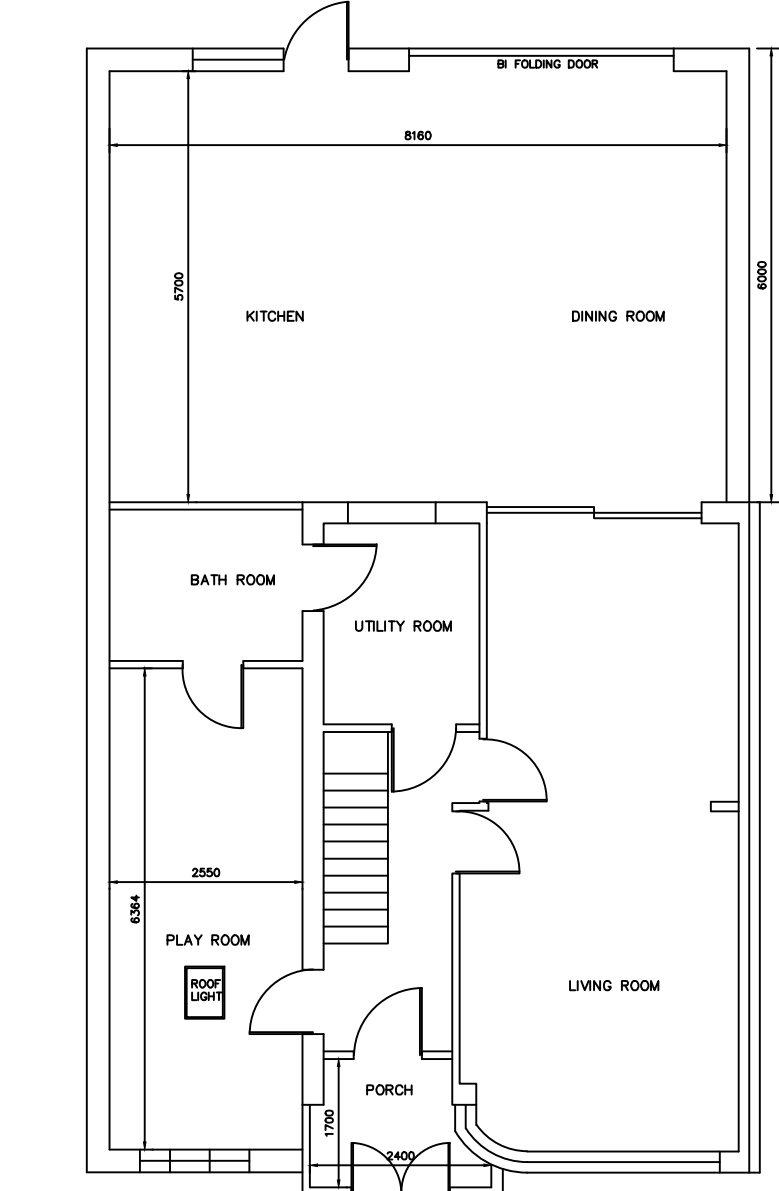 BI FOLDING DOOR
8160
5700
6000
KITCHEN
DINING ROOM
BATH ROOM
UTILITY ROOM
2550
6364
PLAY ROOM
ROOF
LIGHT
LIVING ROOM
PORCH
1700
2400